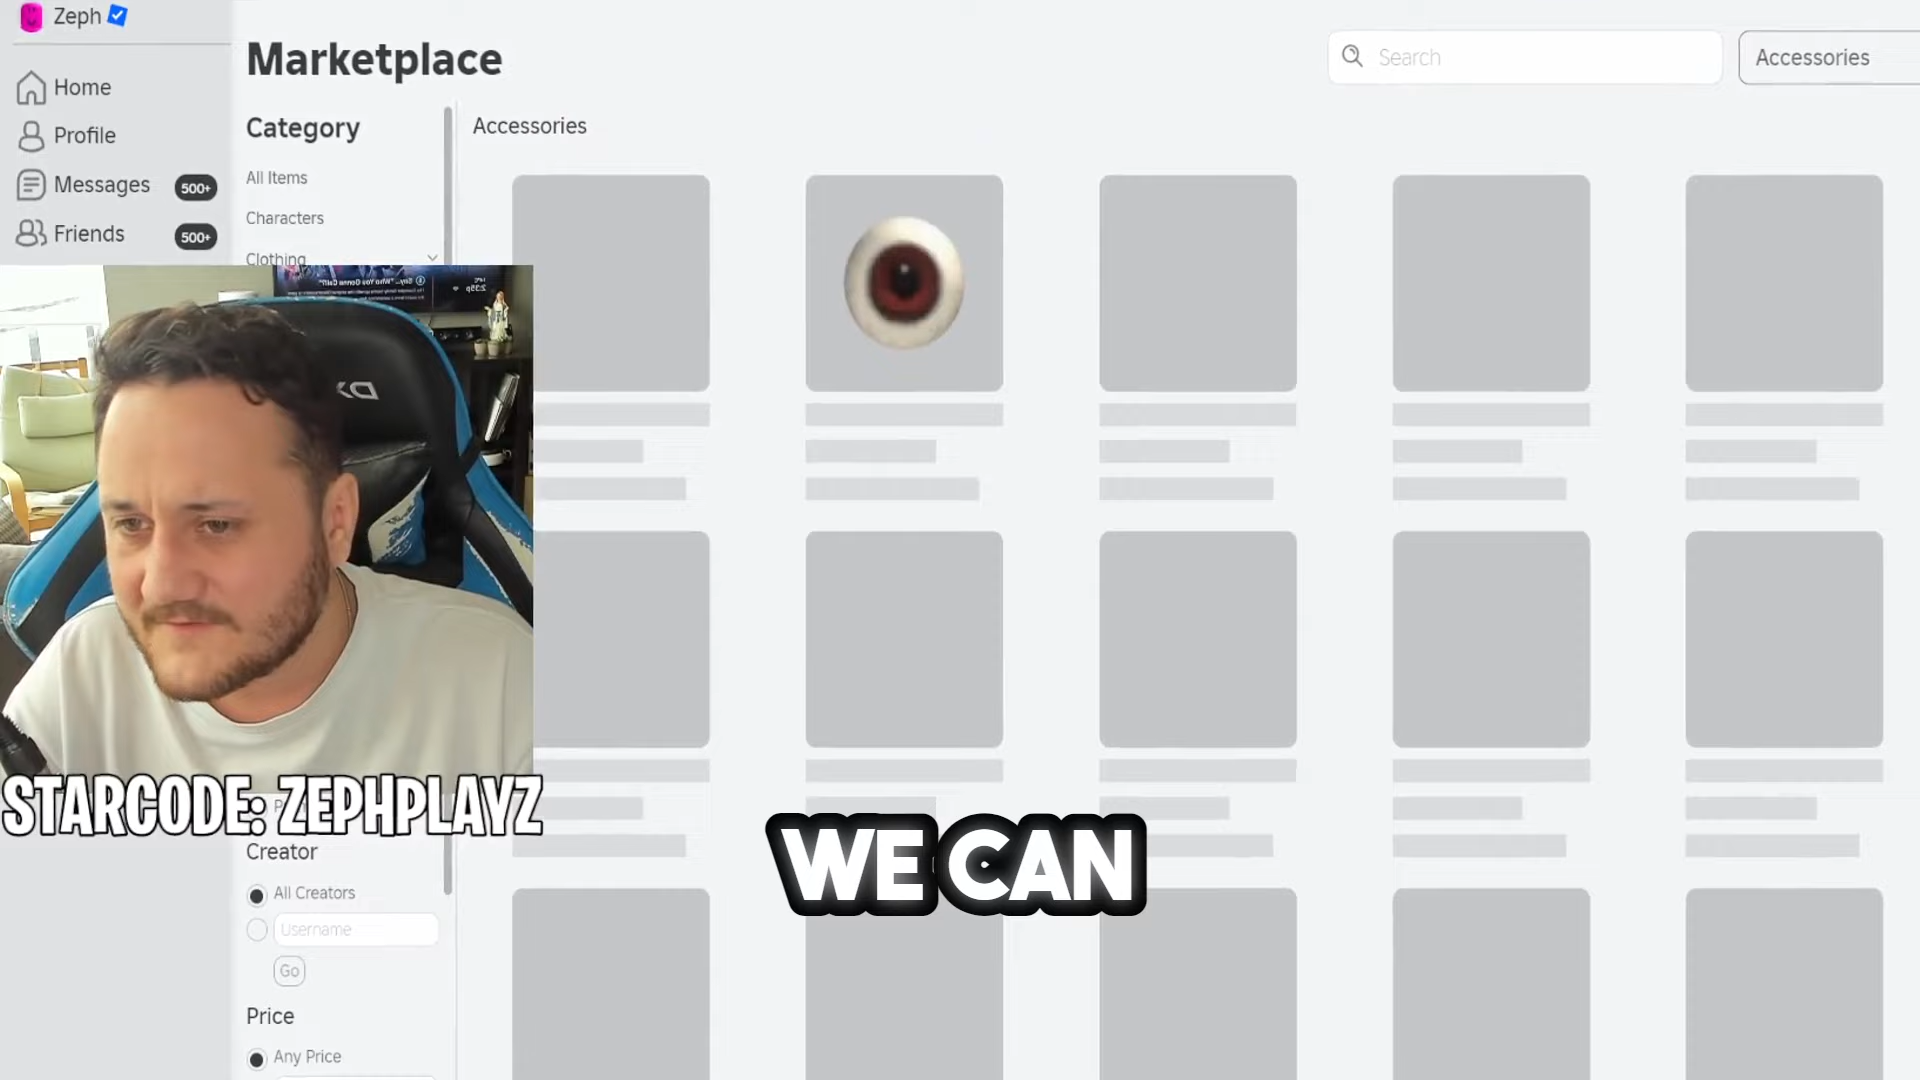 Zeph
Marketplace
Search
Accessories
Home
Profile
Messages
500+
Friends
500+
Category
All Items
Characters
Clothing
Accessories
STARCODE: ZEPHPLAYZ
WE CAN
Creator
All Creators
Username
Go
Price
Any Price